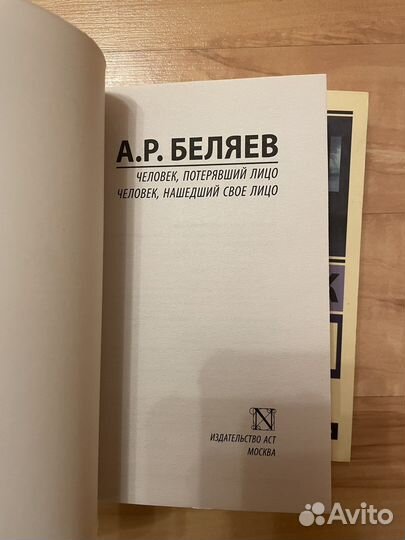 А.Р. БЕЛЯЕВ
ЧЕЛОВЕК, ПОТЕРЯВШИЙ ЛИЦО
ЧЕЛОВЕК, НАШЕДШИЙ СВОЕ ЛИЦО
N
ИЗДАТЕЛЬСТВО АСТ
МОСКВА
Avito